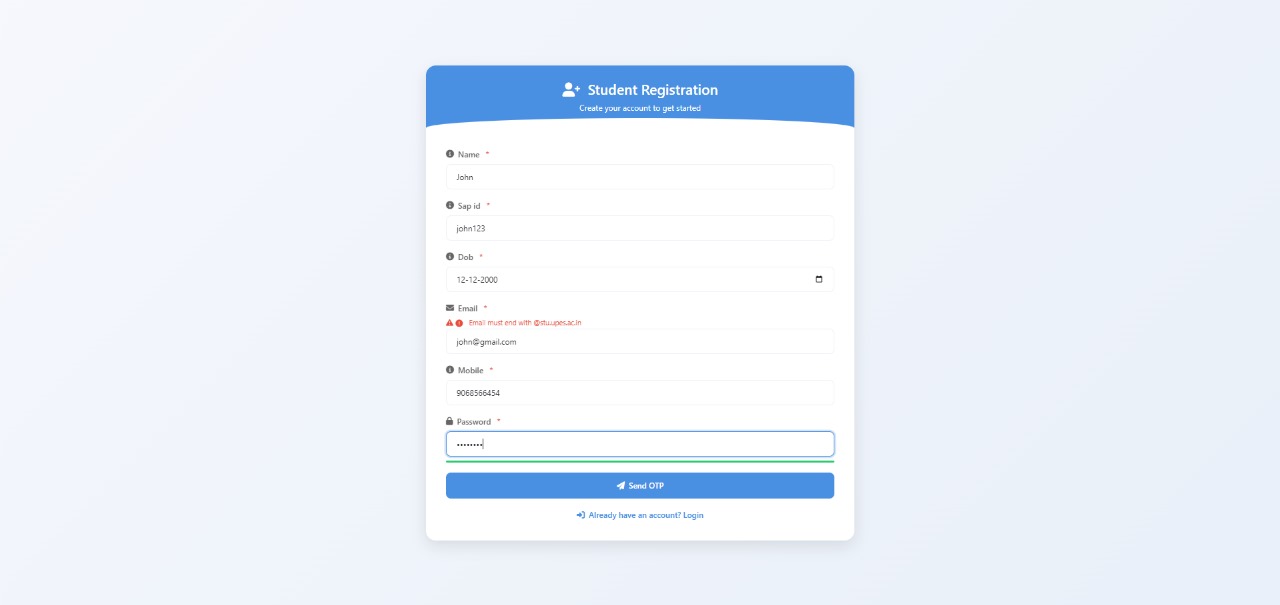 Student Registration
Create your account to get started
Name *
John
Sap id *
john123
Dob *
12-12-2000
Email *
Email must end with @stu.upes.ac.in
john@gmail.com
Mobile *
9068566454
Password *
••••••••
Send OTP
Already have an account? Login